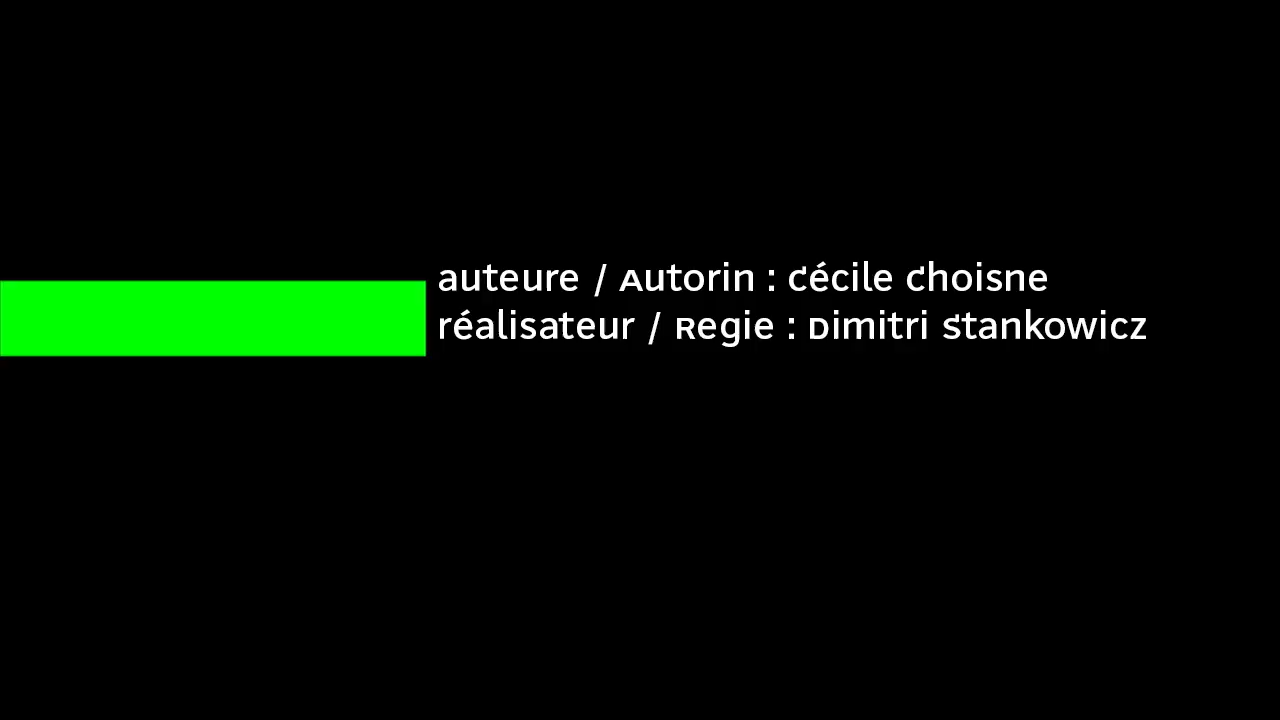 auteure / Autorin : Cécile Choisne
réalisateur / Regie : Dimitri Stankowicz